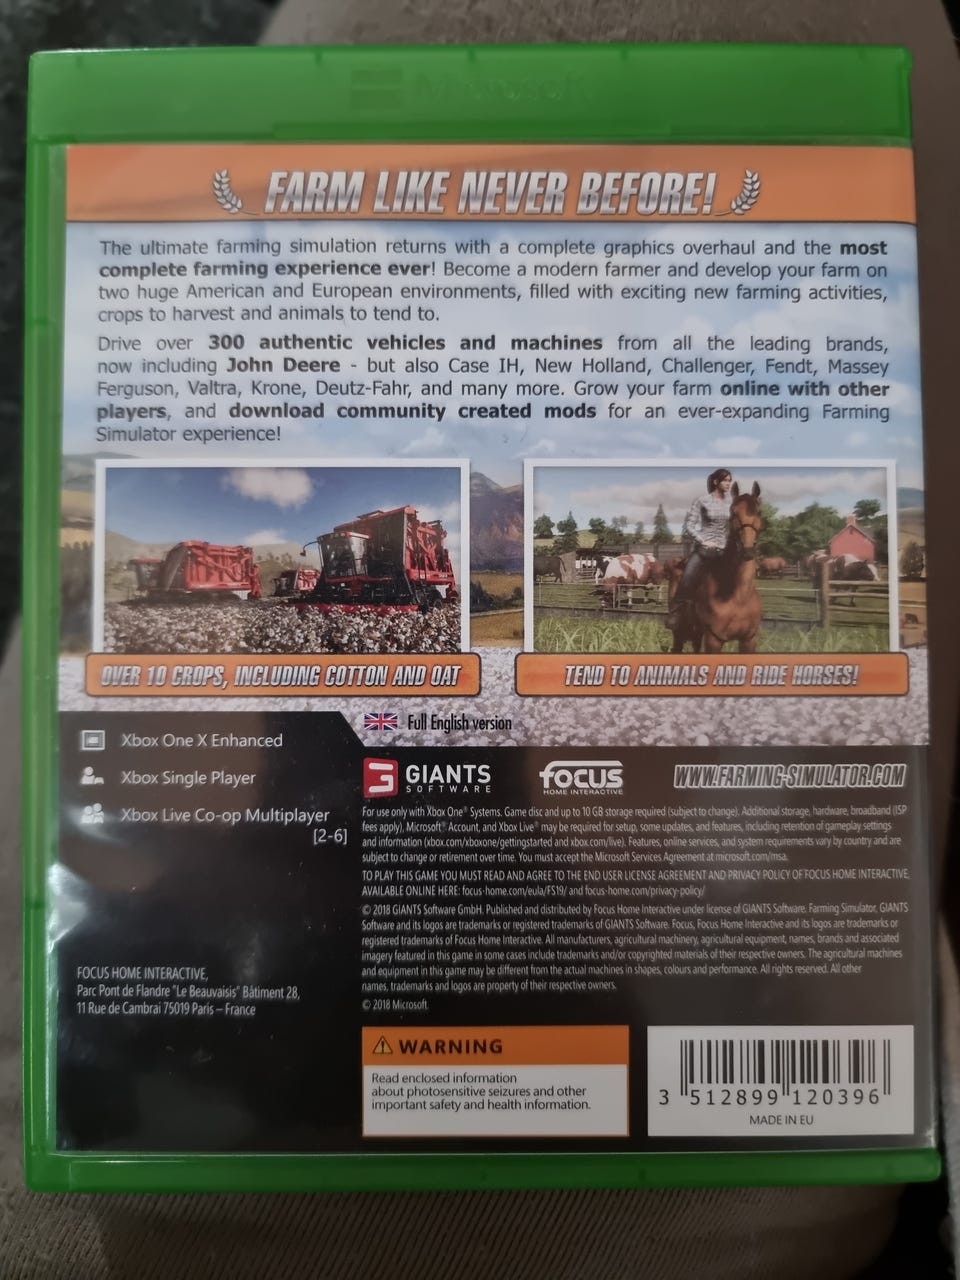 Microsoft
FARM LIKE NEVER BEFORE!
The ultimate farming simulation returns with a complete graphics overhaul and the most
complete farming experience ever! Become a modern farmer and develop your farm on
two huge American and European environments, filled with exciting new farming activities,
crops to harvest and animals to tend to.
Drive over 300 authentic vehicles and machines from all the leading brands,
now including John Deere - but also Case IH, New Holland, Challenger, Fendt, Massey
Ferguson, Valtra, Krone, Deutz-Fahr, and many more. Grow your farm online with other
players, and download community created mods for an ever-expanding Farming
Simulator experience!
OVER 10 CROPS, INCLUDING COTTON AND OAT
TEND TO ANIMALS AND RIDE HORSES!
Full English version
Xbox One X Enhanced
Xbox Single Player
Xbox Live Co-op Multiplayer
[2-6]
GIANTS
SOFTWARE
focus
HOME INTERACTIVE
WWW.FARMING-SIMULATOR.COM
For use only with Xbox One® Systems. Game disc and up to 10 GB storage required (subject to change). Additional storage, hardware, broadband (ISP
fees apply), Microsoft® Account, and Xbox Live® may be required for setup, some updates, and features, including retention of gameplay settings
and information (xbox.com/xboxone/gettingstarted and xbox.com/live). Features, online services, and system requirements vary by country and are
subject to change or retirement over time. You must accept the Microsoft Services Agreement at microsoft.com/msa.
TO PLAY THIS GAME YOU MUST READ AND AGREE TO THE END USER LICENSE AGREEMENT AND PRIVACY POLICY OF FOCUS HOME INTERACTIVE,
AVAILABLE ONLINE HERE: focus-home.com/eula/FS19/ and focus-home.com/privacy-policy/
© 2018 GIANTS Software GmbH. Published and distributed by Focus Home Interactive under license of GIANTS Software. Farming Simulator, GIANTS
Software and its logos are trademarks or registered trademarks of GIANTS Software. Focus, Focus Home Interactive and its logos are trademarks or
registered trademarks of Focus Home Interactive. All manufacturers, agricultural machinery, agricultural equipment, names, brands and associated
imagery featured in this game in some cases include trademarks and/or copyrighted materials of their respective owners. The agricultural machines
and equipment in this game may be different from the actual machines in shapes, colours and performance. All rights reserved. All other
names, trademarks and logos are property of their respective owners.
© 2018 Microsoft.
FOCUS HOME INTERACTIVE,
Parc Pont de Flandre "Le Beauvaisis" Bâtiment 28,
11 Rue de Cambrai 75019 Paris – France
WARNING
Read enclosed information
about photosensitive seizures and other
important safety and health information.
3 512899 120396
MADE IN EU